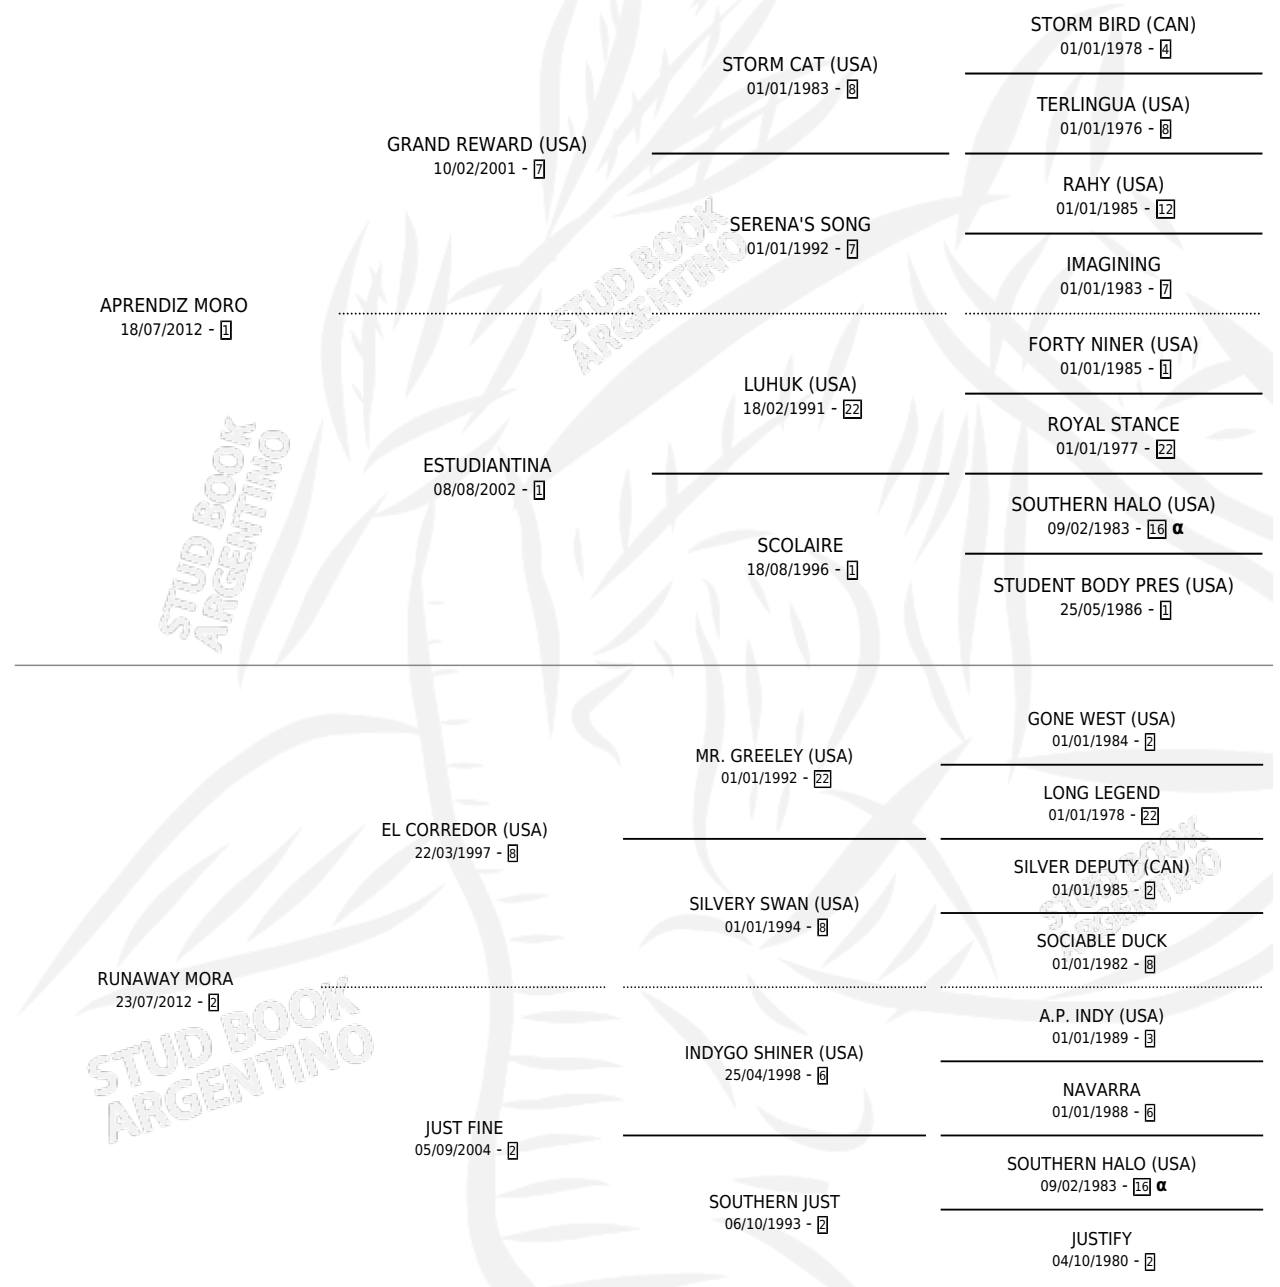 STORM BIRD (CAN)
01/01/1978 - 4
STORM CAT (USA)
01/01/1983 - 8
TERLINGUA (USA)
01/01/1976 - 8
GRAND REWARD (USA)
10/02/2001 - 7
RAHY (USA)
01/01/1985 - 12
SERENA'S SONG
01/01/1992 - 7
IMAGINING
01/01/1983 - 7
APRENDIZ MORO
18/07/2012 - 1
FORTY NINER (USA)
01/01/1985 - 1
LUHUK (USA)
18/02/1991 - 22
ROYAL STANCE
01/01/1977 - 22
ESTUDIANTINA
08/08/2002 - 1
SOUTHERN HALO (USA)
09/02/1983 - 16 α
SCOLAIRE
18/08/1996 - 1
STUDENT BODY PRES (USA)
25/05/1986 - 1
GONE WEST (USA)
01/01/1984 - 2
MR. GREELEY (USA)
01/01/1992 - 22
LONG LEGEND
01/01/1978 - 22
EL CORREDOR (USA)
22/03/1997 - 8
SILVER DEPUTY (CAN)
01/01/1985 - 2
SILVERY SWAN (USA)
01/01/1994 - 8
SOCIABLE DUCK
01/01/1982 - 8
RUNAWAY MORA
23/07/2012 - 2
A.P. INDY (USA)
01/01/1989 - 3
INDYGO SHINER (USA)
25/04/1998 - 6
NAVARRA
01/01/1988 - 6
JUST FINE
05/09/2004 - 2
SOUTHERN HALO (USA)
09/02/1983 - 16 α
SOUTHERN JUST
06/10/1993 - 2
JUSTIFY
04/10/1980 - 2
STUD BOOK
ARGENTINO
STUD BOOK
ARGENTINO
STUD BOOK
ARGENTINO
STUD BOOK
ARGENTINO